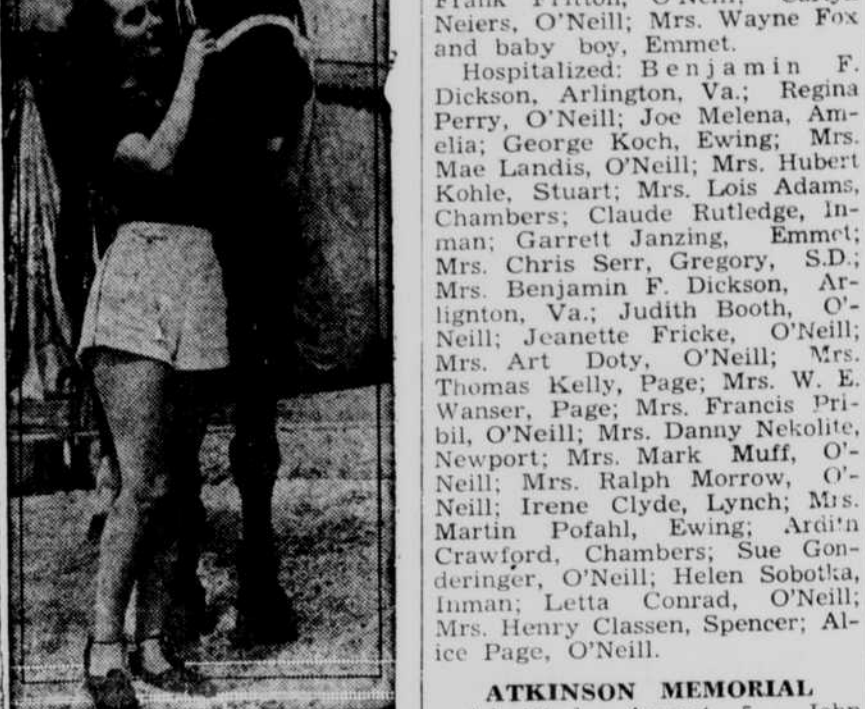 Neiers, O'Neill; Mrs. Wayne Fox
and baby boy, Emmet.
Hospitalized: Benjamin F.
Dickson, Arlington, Va.; Regina
Perry, O'Neill; Joe Melena, Am-
elia; George Koch, Ewing; Mrs.
Mae Landis, O'Neill; Mrs. Hubert
Kohle, Stuart; Mrs. Lois Adams,
Chambers; Claude Rutledge, In-
man; Garrett Janzing, Emmet;
Mrs. Chris Serr, Gregory, S.D.;
Mrs. Benjamin F. Dickson, Ar-
lignton, Va.; Judith Booth, O'-
Neill; Jeanette Fricke, O'Neill;
Mrs. Art Doty, O'Neill; Mrs.
Thomas Kelly, Page; Mrs. W. E.
Wanser, Page; Mrs. Francis Pri-
bil, O'Neill; Mrs. Danny Nekolite,
Newport; Mrs. Mark Muff, O'-
Neill; Mrs. Ralph Morrow, O'-
Neill; Irene Clyde, Lynch; Mrs.
Martin Pofahl, Ewing;
Crawford, Chambers; Sue Gon-
deringer, O'Neill; Helen Sobotka,
Inman; Letta Conrad, O'Neill;
Mrs. Henry Classen, Spencer; Al-
ice Page, O'Neill.
ATKINSON MEMORIAL